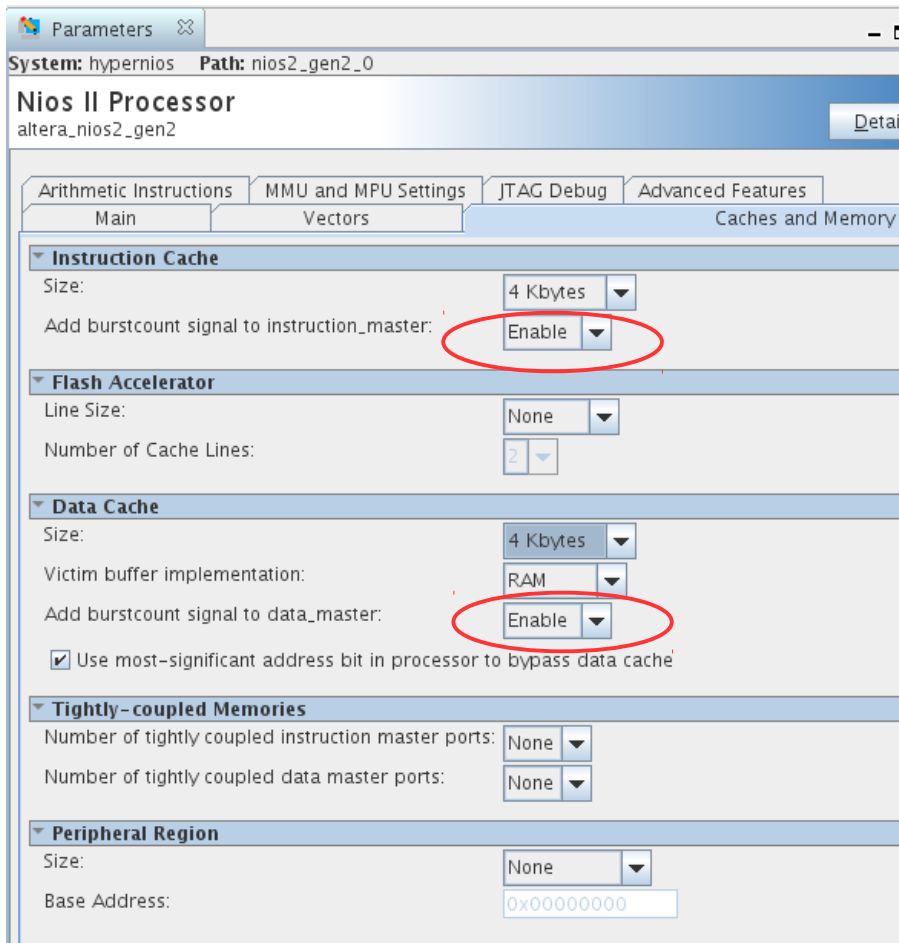 Parameters
System: hypernios Path: nios2_gen2_0
Nios II Processor
altera_nios2_gen2
Detai
Arithmetic Instructions MMU and MPU Settings JTAG Debug Advanced Features
Main Vectors Caches and Memory
Instruction Cache
Size: 4 Kbytes
Add burstcount signal to instruction_master: Enable
Flash Accelerator
Line Size: None
Number of Cache Lines: 2
Data Cache
Size: 4 Kbytes
Victim buffer implementation: RAM
Add burstcount signal to data_master: Enable
Use most-significant address bit in processor to bypass data cache
Tightly-coupled Memories
Number of tightly coupled instruction master ports: None
Number of tightly coupled data master ports: None
Peripheral Region
Size: None
Base Address: 0x00000000